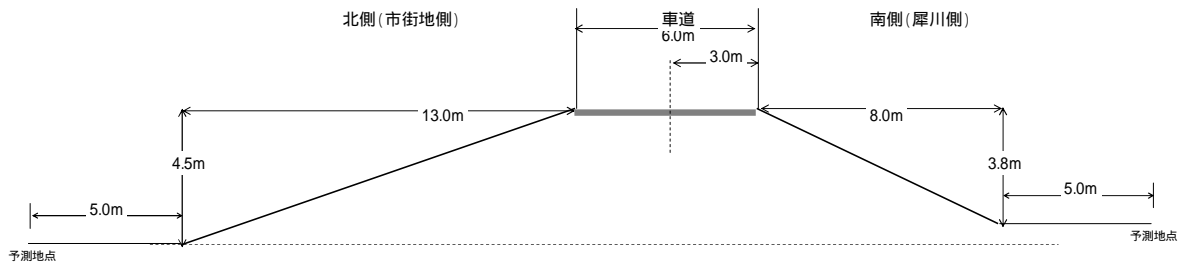 北側(市街地側)
車道
南側(犀川側)
6.0m
3.0m
13.0m
8.0m
4.5m
3.8m
5.0m
5.0m
予測地点
予測地点